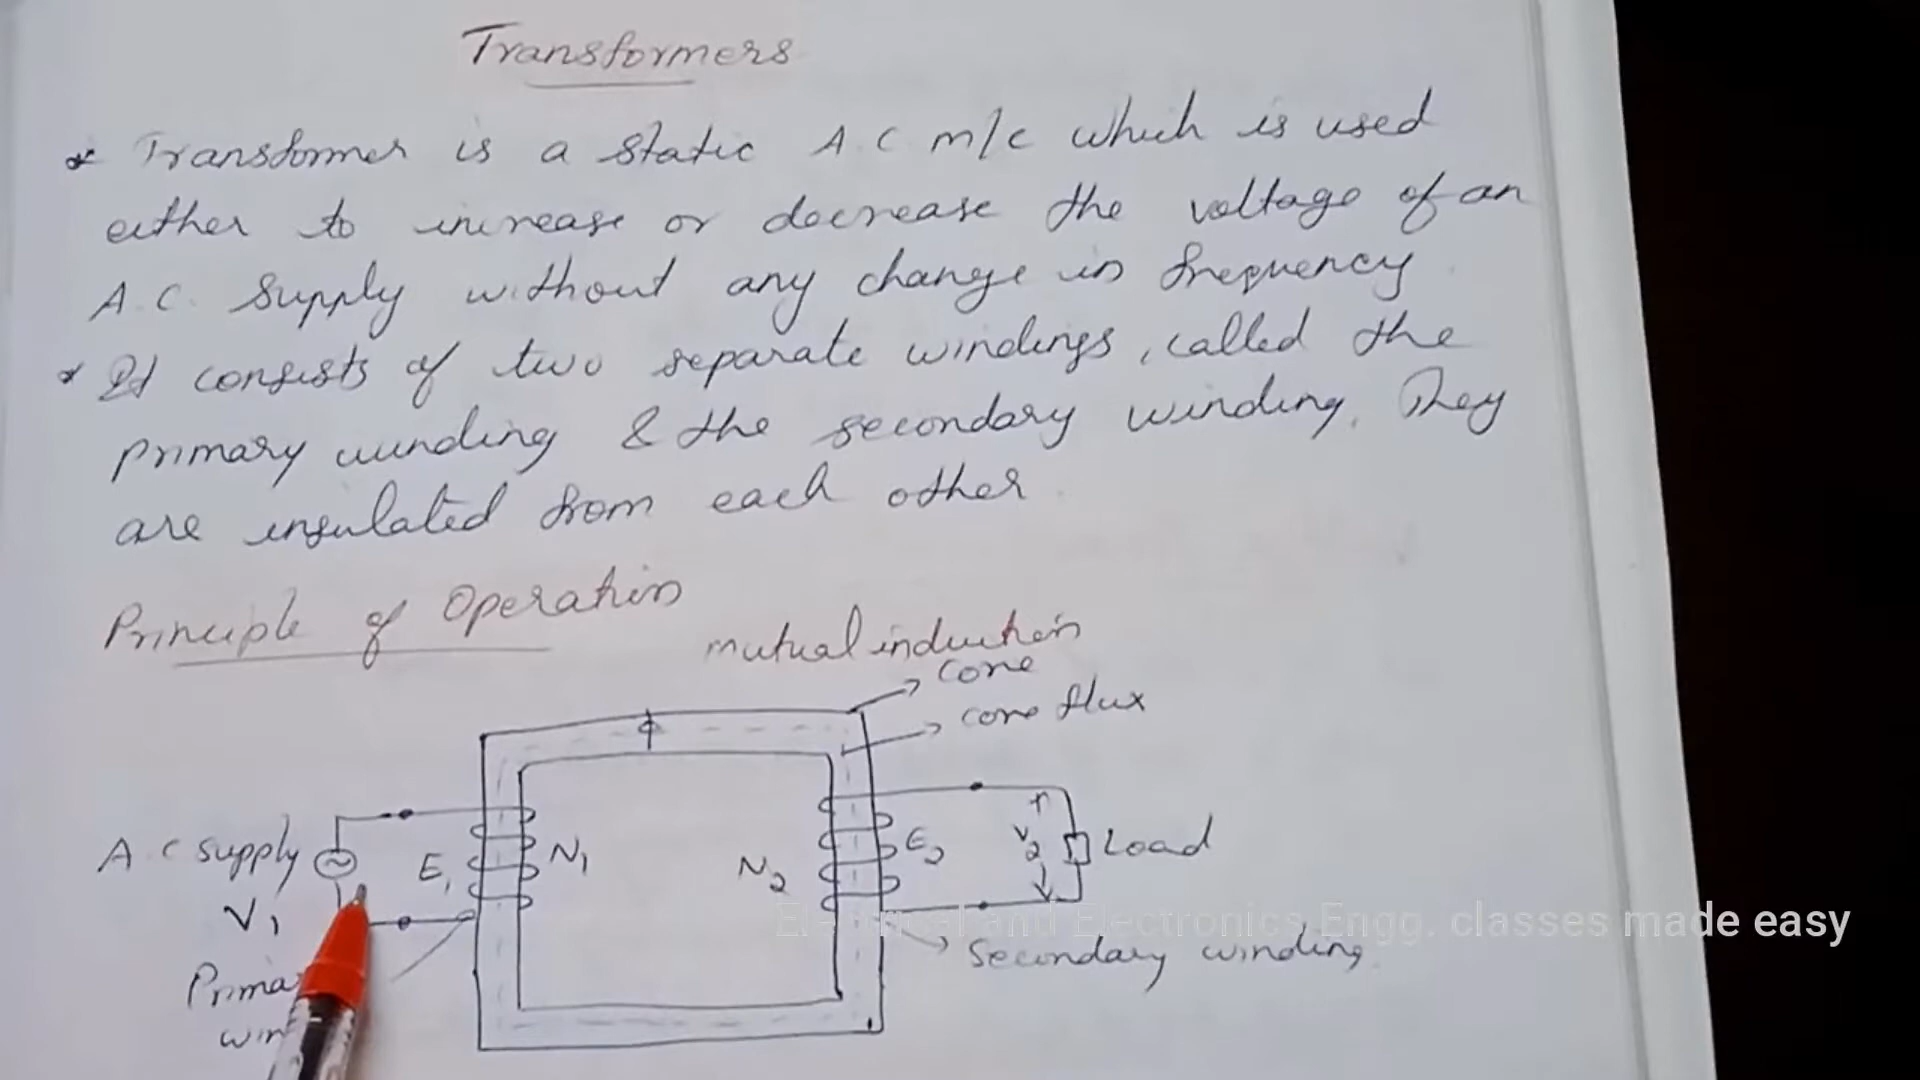 Transformers
* Transformer is a static A.C m/c which is used
either to increase or decrease the voltage of an
A.C. Supply without any change in frequency.
* It consists of two separate windings, called the
primary winding & the secondary winding. They
are insulated from each other.
Principle of Operation
mutual induction
core
core flux
ϕ
A.C supply
V1
E1
N1
N2
E2
V2
Load
Electrical and Electronics Engg. classes made easy
Secondary winding